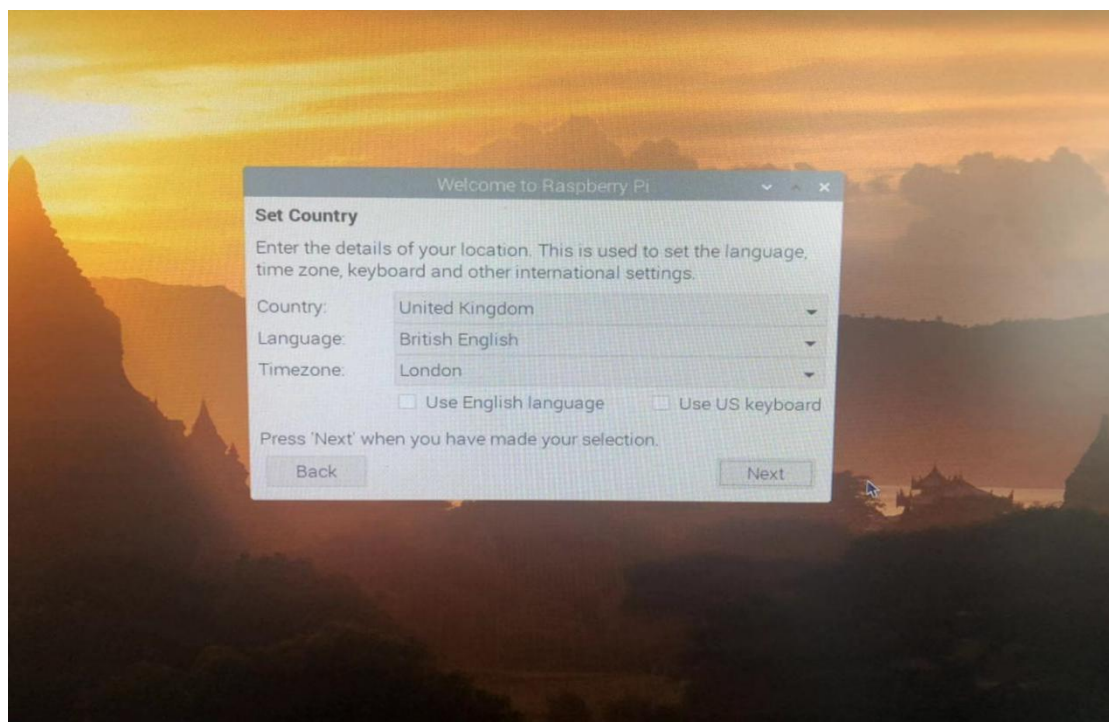 Welcome to Raspberry Pi
Set Country
Enter the details of your location. This is used to set the language,
time zone, keyboard and other international settings.
Country: United Kingdom
Language: British English
Timezone: London
Use English language Use US keyboard
Press 'Next' when you have made your selection.
Back Next